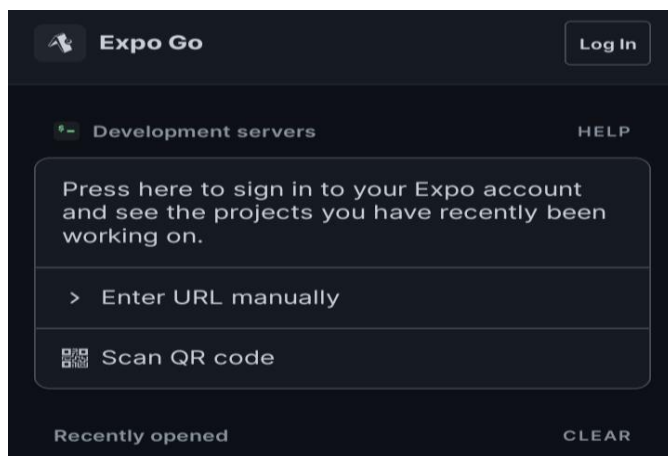 Expo Go
Log In
Development servers
HELP
Press here to sign in to your Expo account
and see the projects you have recently been
working on.
> Enter URL manually
Scan QR code
Recently opened
CLEAR